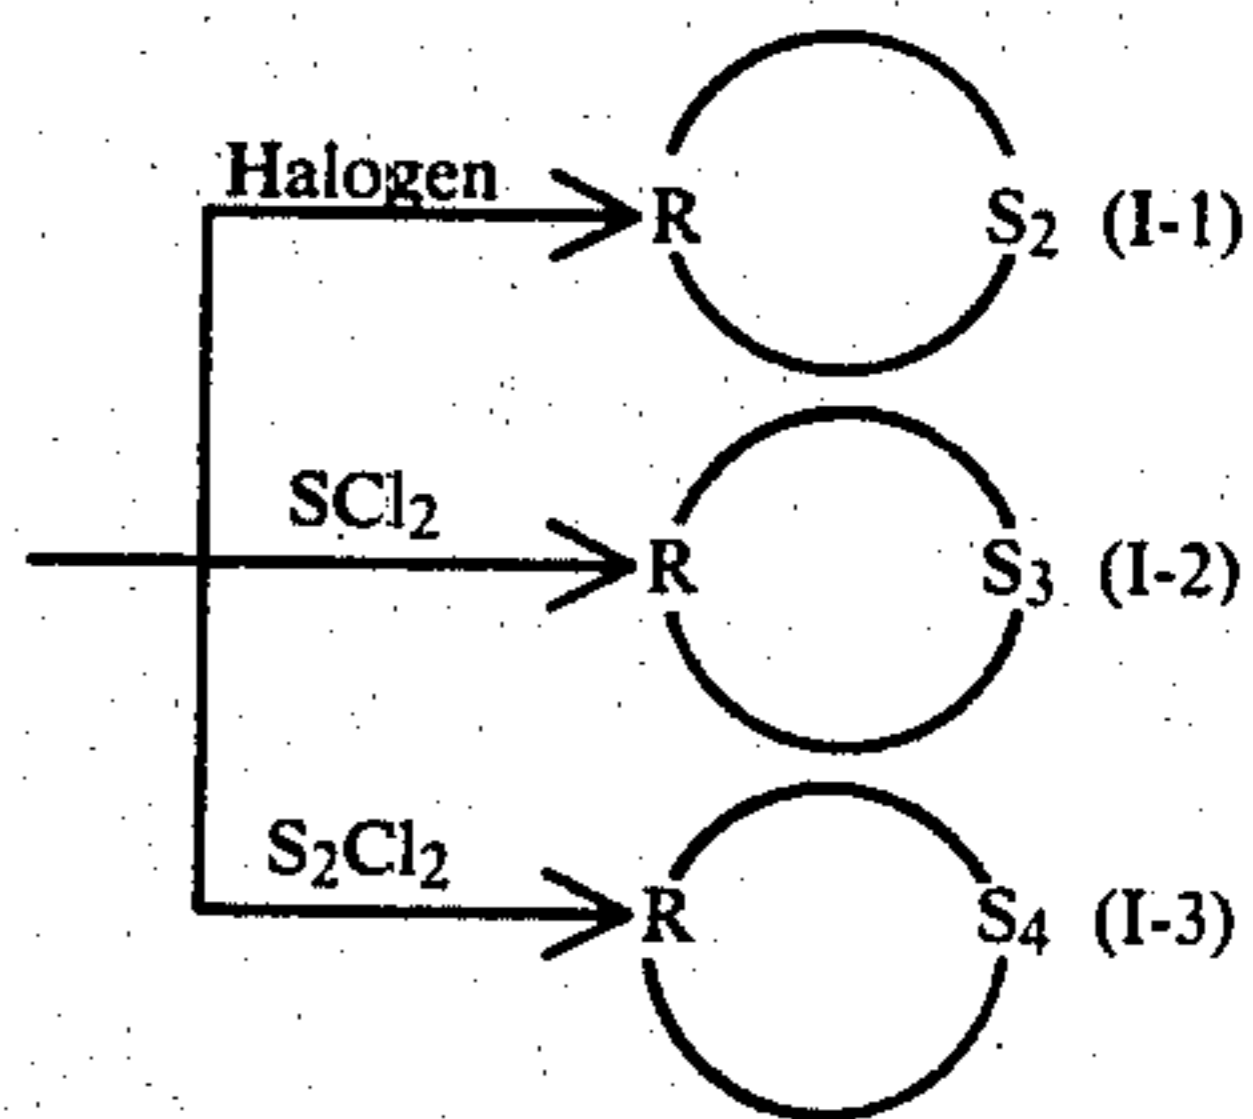 Halogen
R S₂ (I-1)
SCl₂
R S₃ (I-2)
S₂Cl₂
R S₄ (I-3)